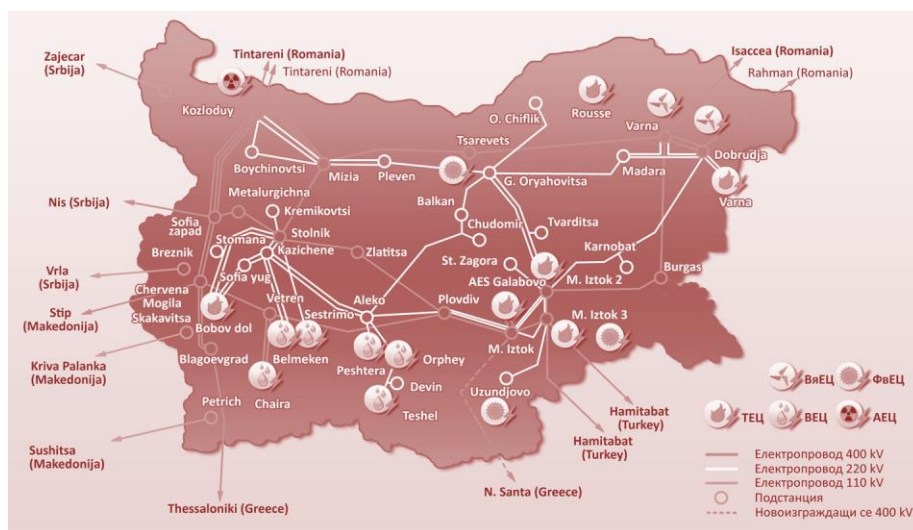 Zajecar
(Srbija)
Tintareni (Romania)
Tintareni (Romania)
Isaccea (Romania)
Rahman (Romania)
Kozloduy
O. Chiflik
Rousse
Varna
Tsarevets
Boychinovtsi
Mizia
Pleven
G. Oryahovitsa
Madara
Dobrudja
Varna
Metalurgichna
Kremikovtsi
Balkan
Nis (Srbija)
Sofia
zapad
Stolnik
Chudomir
Tvarditsa
Stomana
Kazichene
Zlatitsa
St. Zagora
Karnobat
Breznik
Sofia yug
AES Galabovo
M. Iztok 2
Burgas
Vrla
(Srbija)
Chervena
Mogila
Vetren
Aleko
Plovdiv
Stip
(Makedonija)
Skakavitsa
Bobov dol
Sestrimo
M. Iztok
M. Iztok 3
Kriva Palanka
(Makedonija)
Blagoevgrad
Belmeken
Peshtera
Orphey
Petrich
Chaira
Devin
Teshel
Uzundjovo
Hamitabat
(Turkey)
Hamitabat
(Turkey)
Sushitsa
(Makedonija)
Thessaloniki (Greece)
N. Santa (Greece)
ВяЕЦ
ФвЕЦ
ТЕЦ
ВЕЦ
АЕЦ
Електропровод 400 kV
Електропровод 220 kV
Електропровод 110 kV
Подстанция
Новоизграждащи се 400 kV